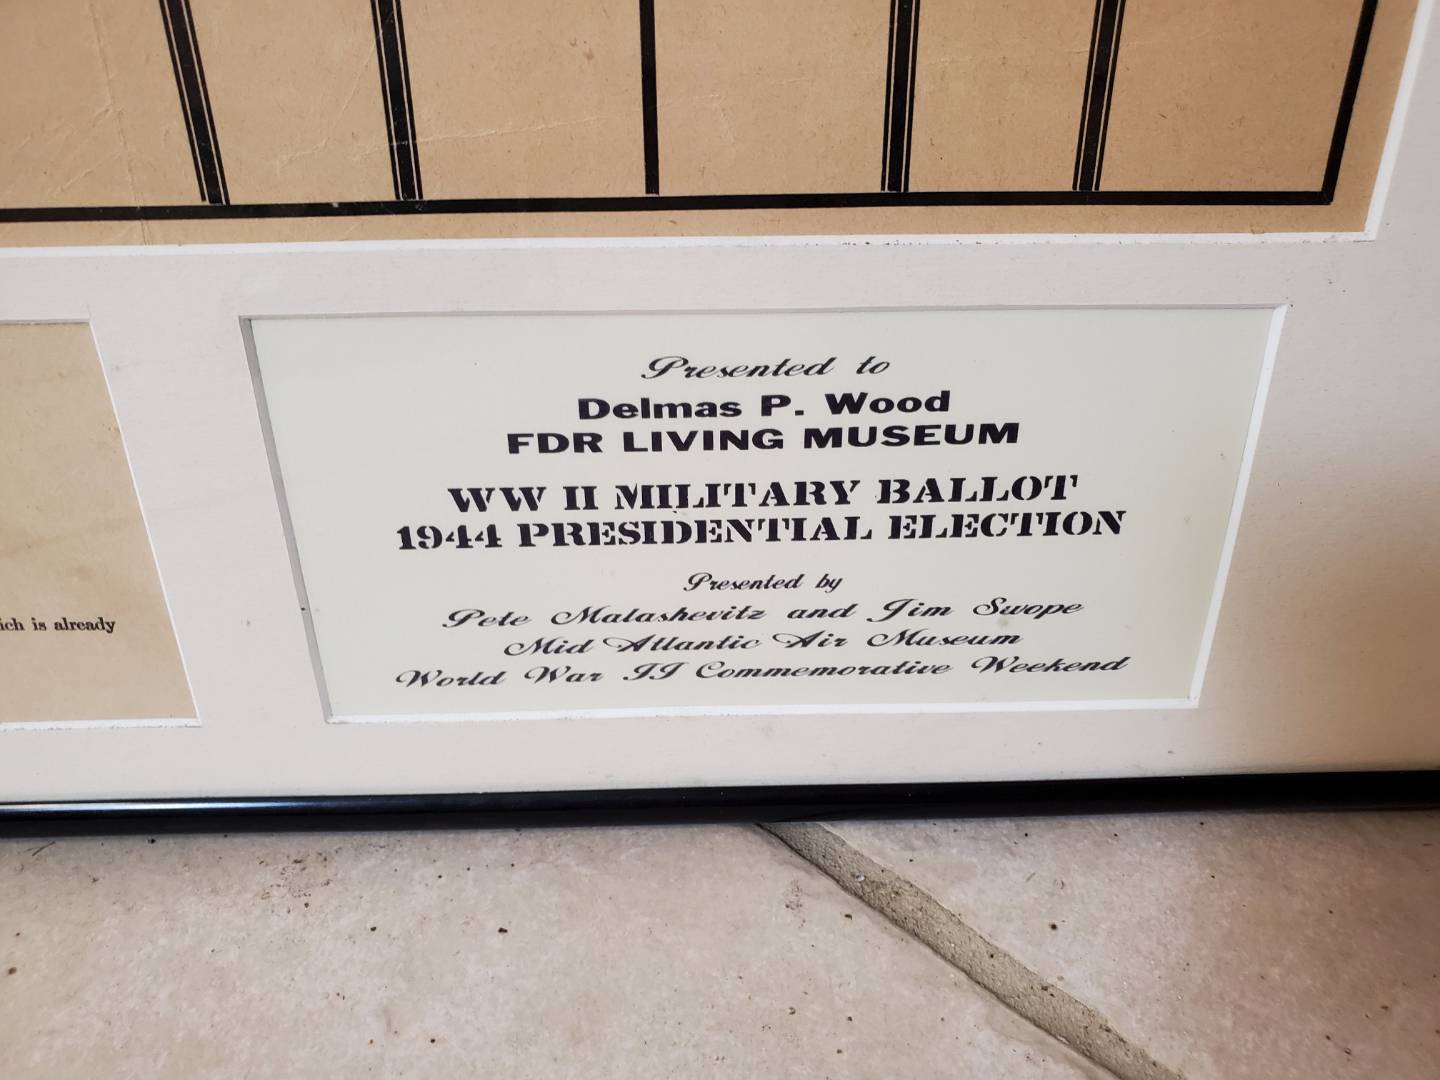 Presented to
Delmas P. Wood
FDR LIVING MUSEUM
WW II MILITARY BALLOT
1944 PRESIDENTIAL ELECTION
Presented by
Pete Malashevitz and Jim Swope
Mid Atlantic Air Museum
World War II Commemorative Weekend
is already